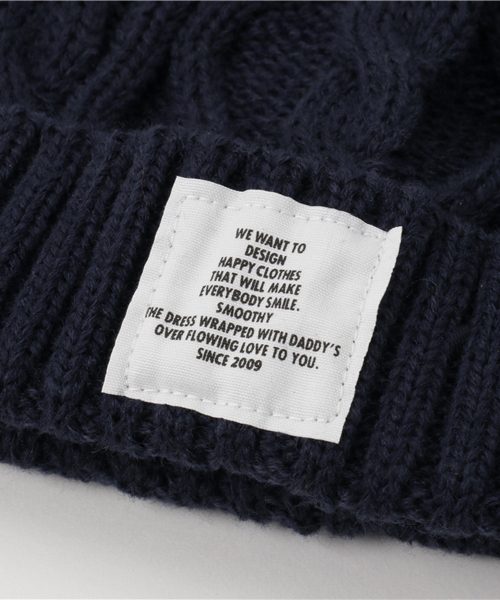 WE WANT TO
DESIGN
HAPPY CLOTHES
THAT WILL MAKE
EVERYBODY SMILE.
SMOOTHY
THE DRESS WRAPPED WITH DADDY'S
OVER FLOWING LOVE TO YOU.
SINCE 2009